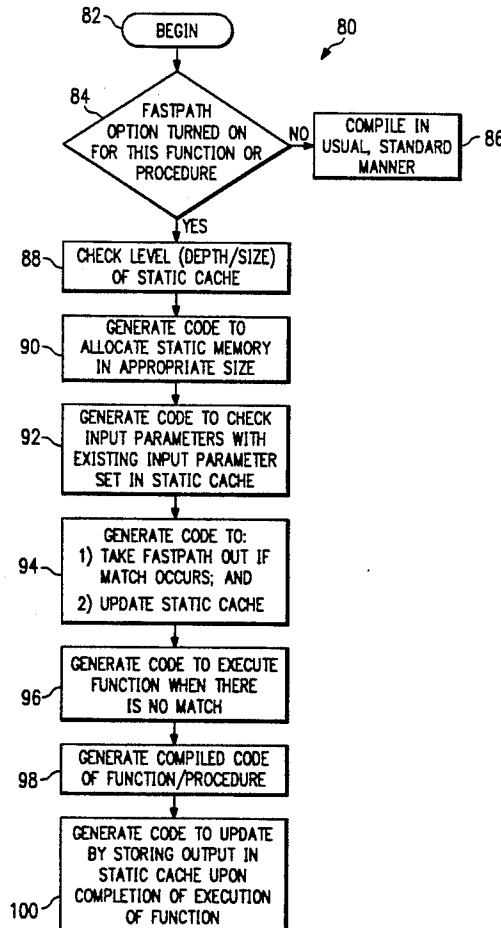 82
BEGIN
80
84
FASTPATH
OPTION TURNED ON
FOR THIS FUNCTION OR
PROCEDURE
NO
COMPILE IN
USUAL, STANDARD
MANNER
86
YES
88
CHECK LEVEL (DEPTH/SIZE)
OF STATIC CACHE
90
GENERATE CODE TO
ALLOCATE STATIC MEMORY
IN APPROPRIATE SIZE
92
GENERATE CODE TO CHECK
INPUT PARAMETERS WITH
EXISTING INPUT PARAMETER
SET IN STATIC CACHE
94
GENERATE CODE TO:
1) TAKE FASTPATH OUT IF
MATCH OCCURS; AND
2) UPDATE STATIC CACHE
96
GENERATE CODE TO EXECUTE
FUNCTION WHEN THERE
IS NO MATCH
98
GENERATE COMPILED CODE
OF FUNCTION/PROCEDURE
100
GENERATE CODE TO UPDATE
BY STORING OUTPUT IN
STATIC CACHE UPON
COMPLETION OF EXECUTION
OF FUNCTION